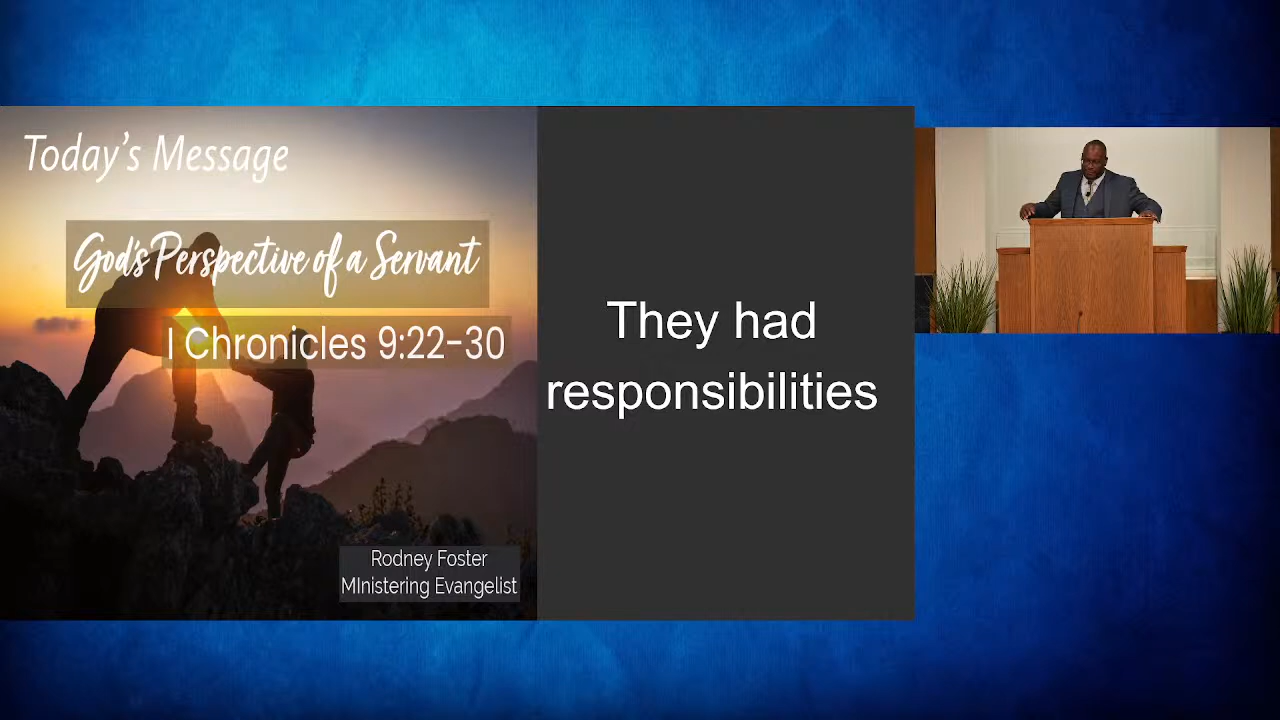 Today's Message
God's Perspective of a Servant
I Chronicles 9:22-30
Rodney Foster
MInistering Evangelist
They had
responsibilities